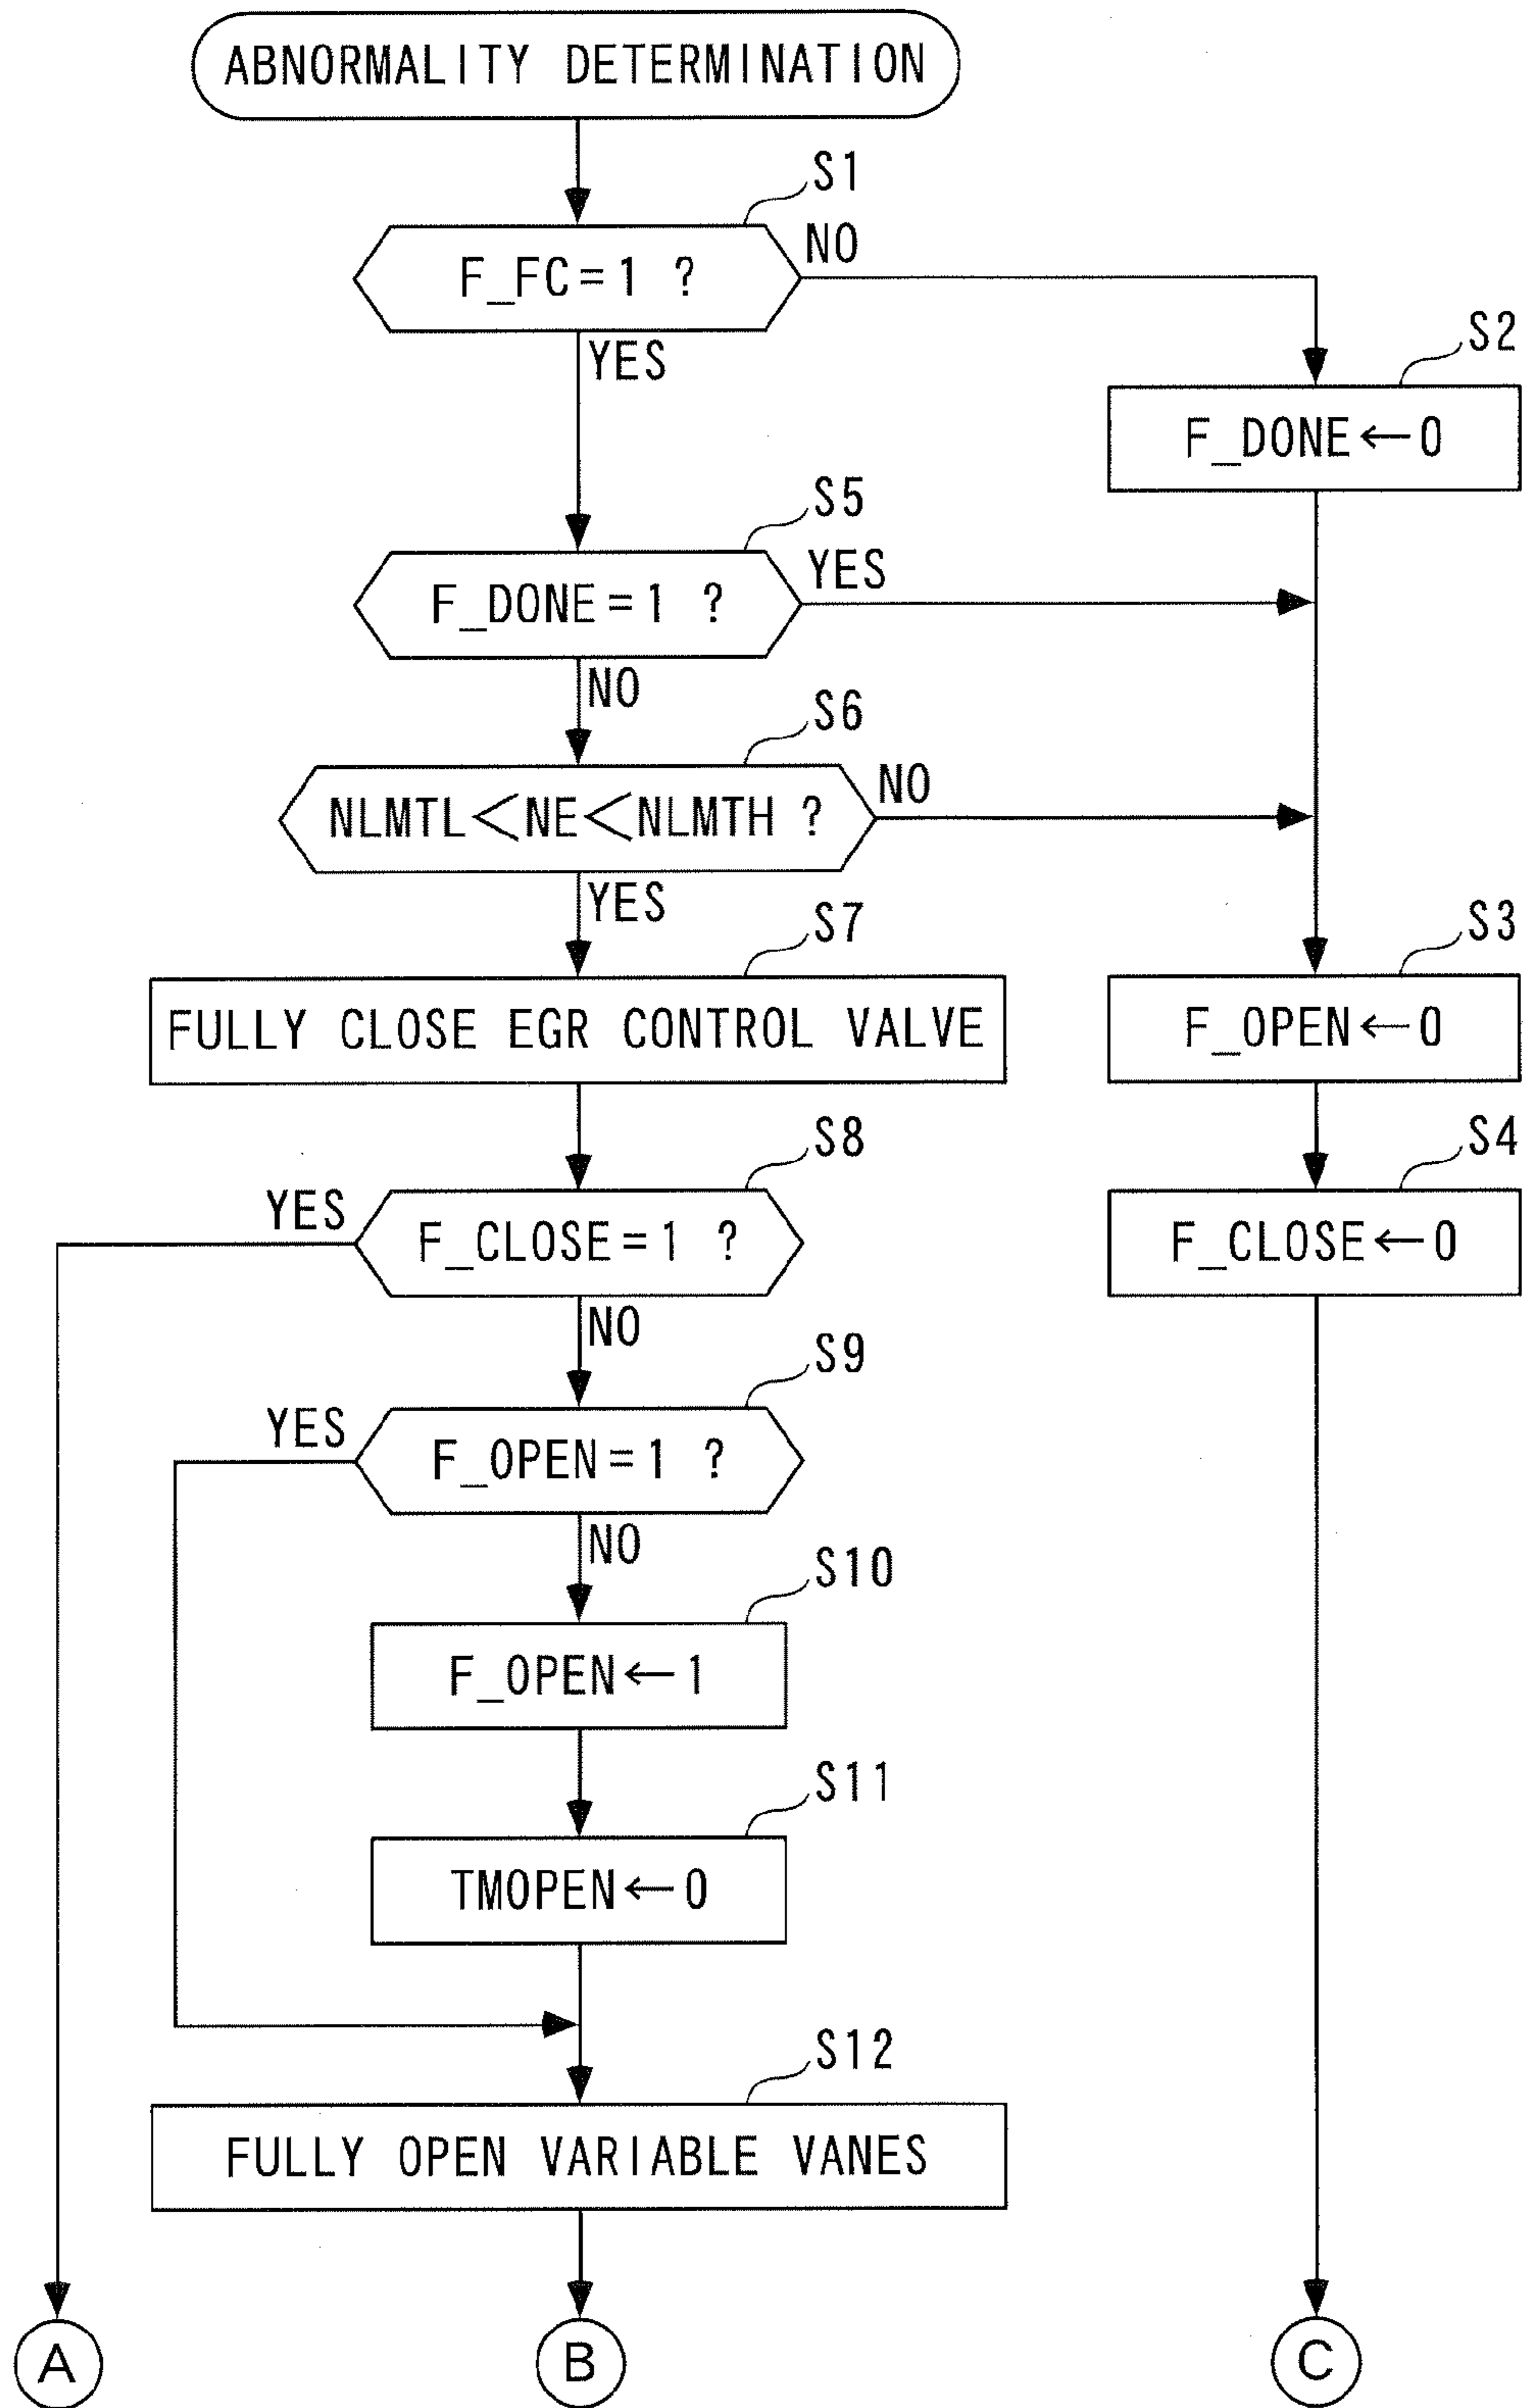 ABNORMALITY DETERMINATION
S1
F_FC=1 ?
NO
YES
S2
F_DONE←0
S5
F_DONE=1 ?
YES
NO
S6
NLMTL<NE<NLMTH ?
NO
YES
S7
FULLY CLOSE EGR CONTROL VALVE
S3
F_OPEN←0
S8
YES
F_CLOSE=1 ?
NO
S4
F_CLOSE←0
S9
YES
F_OPEN=1 ?
NO
S10
F_OPEN←1
S11
TMOPEN←0
S12
FULLY OPEN VARIABLE VANES
A
B
C